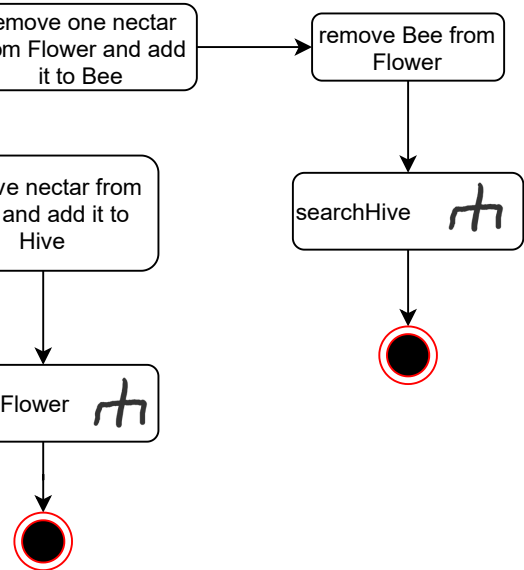 emove one nectar
om Flower and add
it to Bee
remove Bee from
Flower
searchHive
ve nectar from
and add it to
Hive
Flower